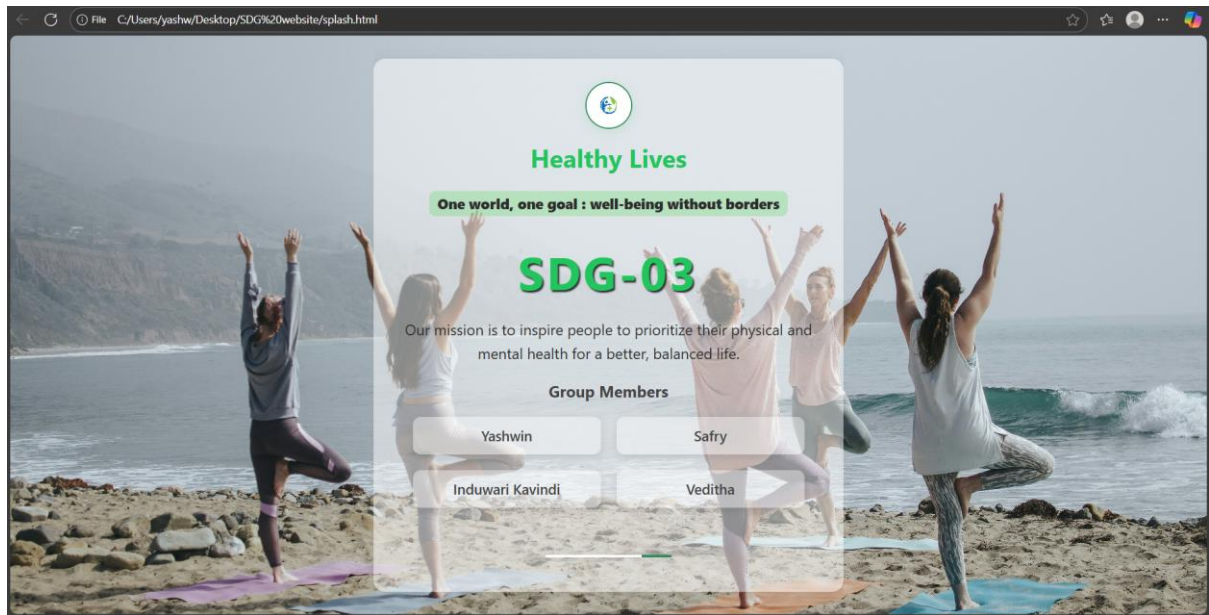 File C:/Users/yashw/Desktop/SDG%20website/splash.html
Healthy Lives
One world, one goal : well-being without borders
SDG-03
Our mission is to inspire people to prioritize their physical and
mental health for a better, balanced life.
Group Members
Yashwin Safry
Induwari Kavindi Veditha